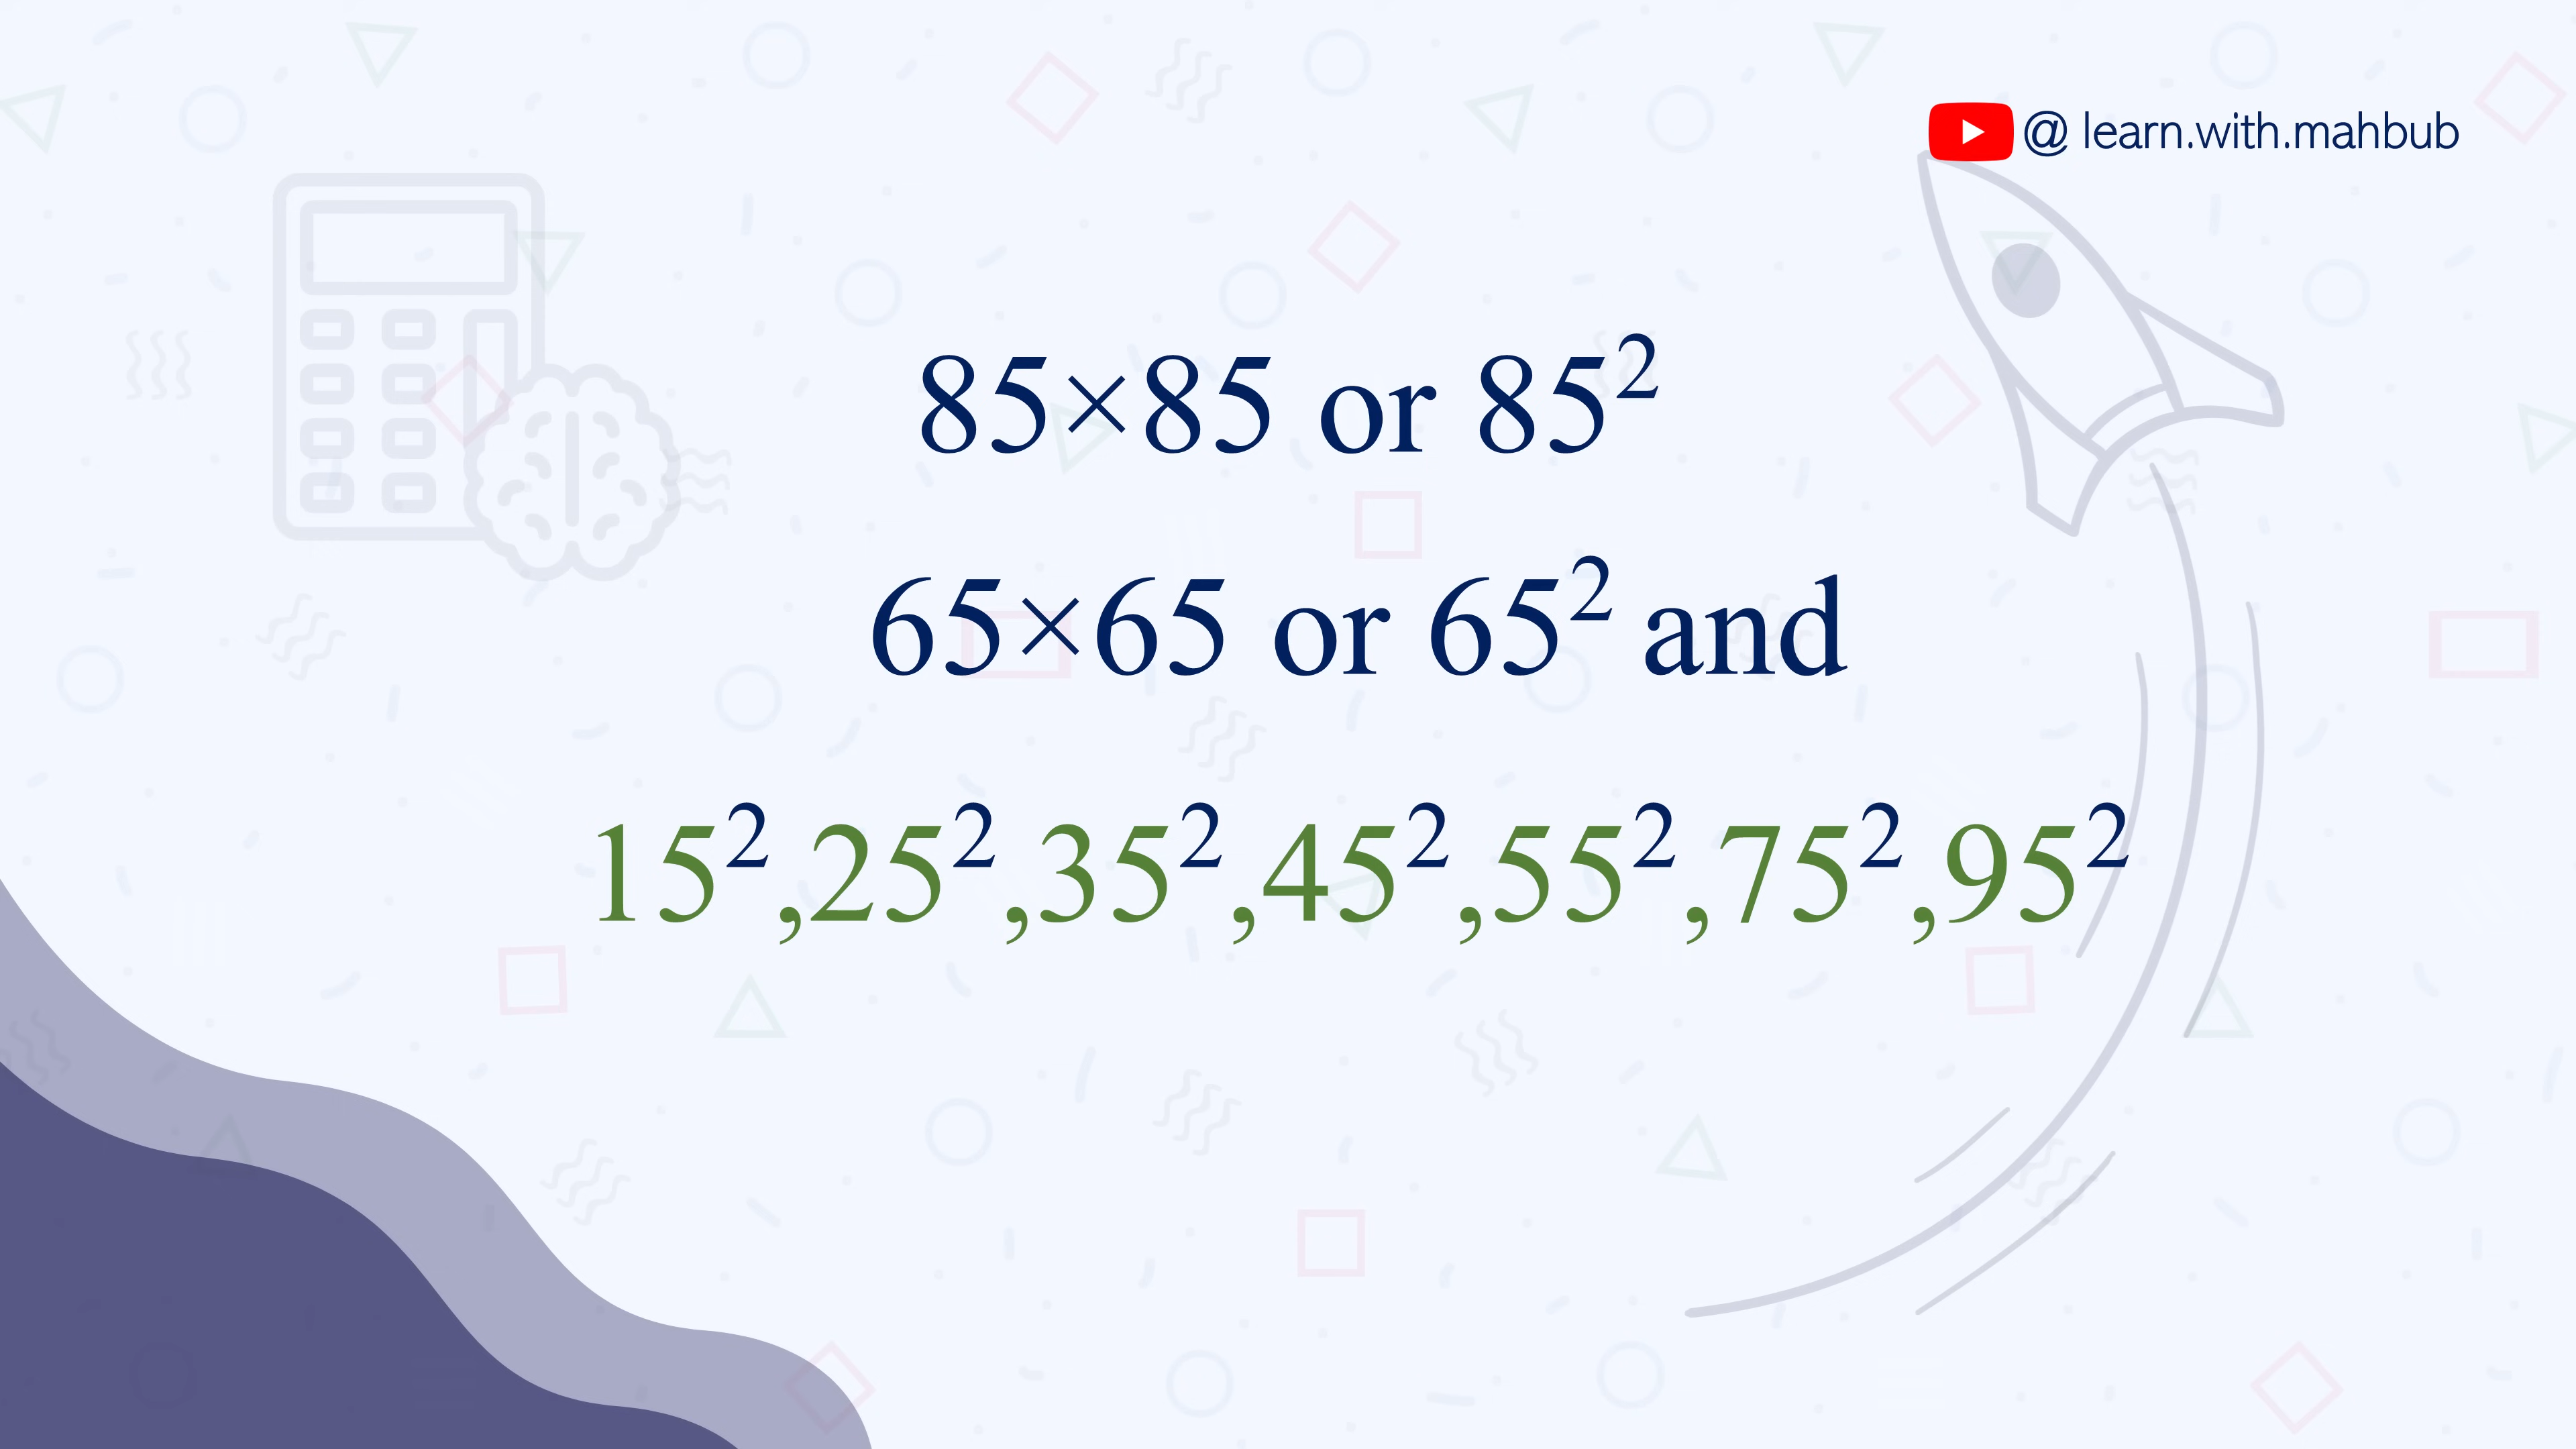 @ learn.with.mahbub
85×85 or 85²
65×65 or 65² and
15²,25²,35²,45²,55²,75²,95²